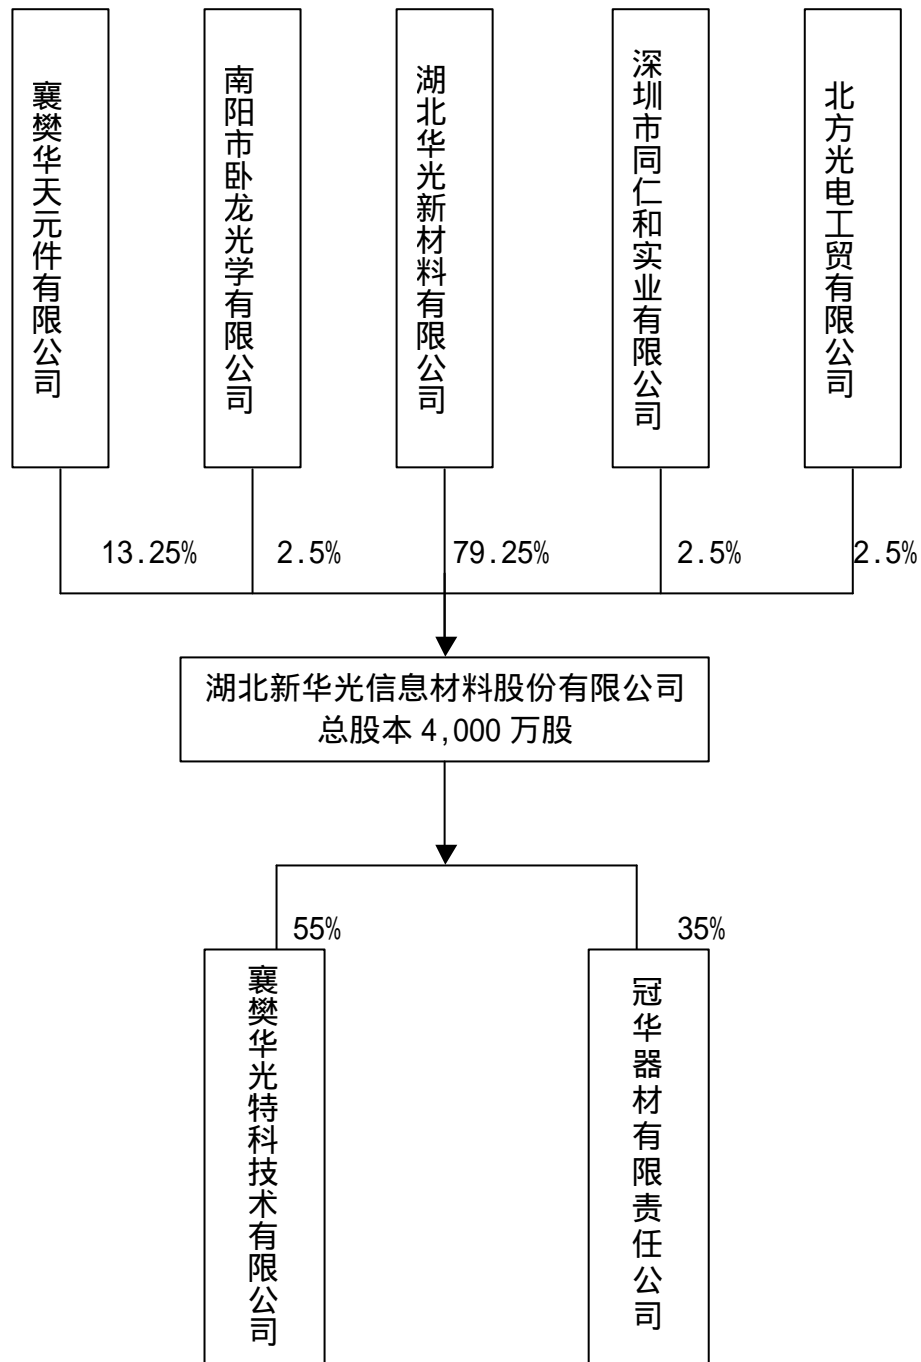 襄樊华天元件有限公司
南阳市卧龙光学有限公司
湖北华光新材料有限公司
深圳市同仁和实业有限公司
北方光电工贸有限公司
13.25%
2.5%
79.25%
2.5%
2.5%
湖北新华光信息材料股份有限公司
总股本 4,000 万股
55%
35%
襄樊华光特科技术有限公司
冠华器材有限责任公司